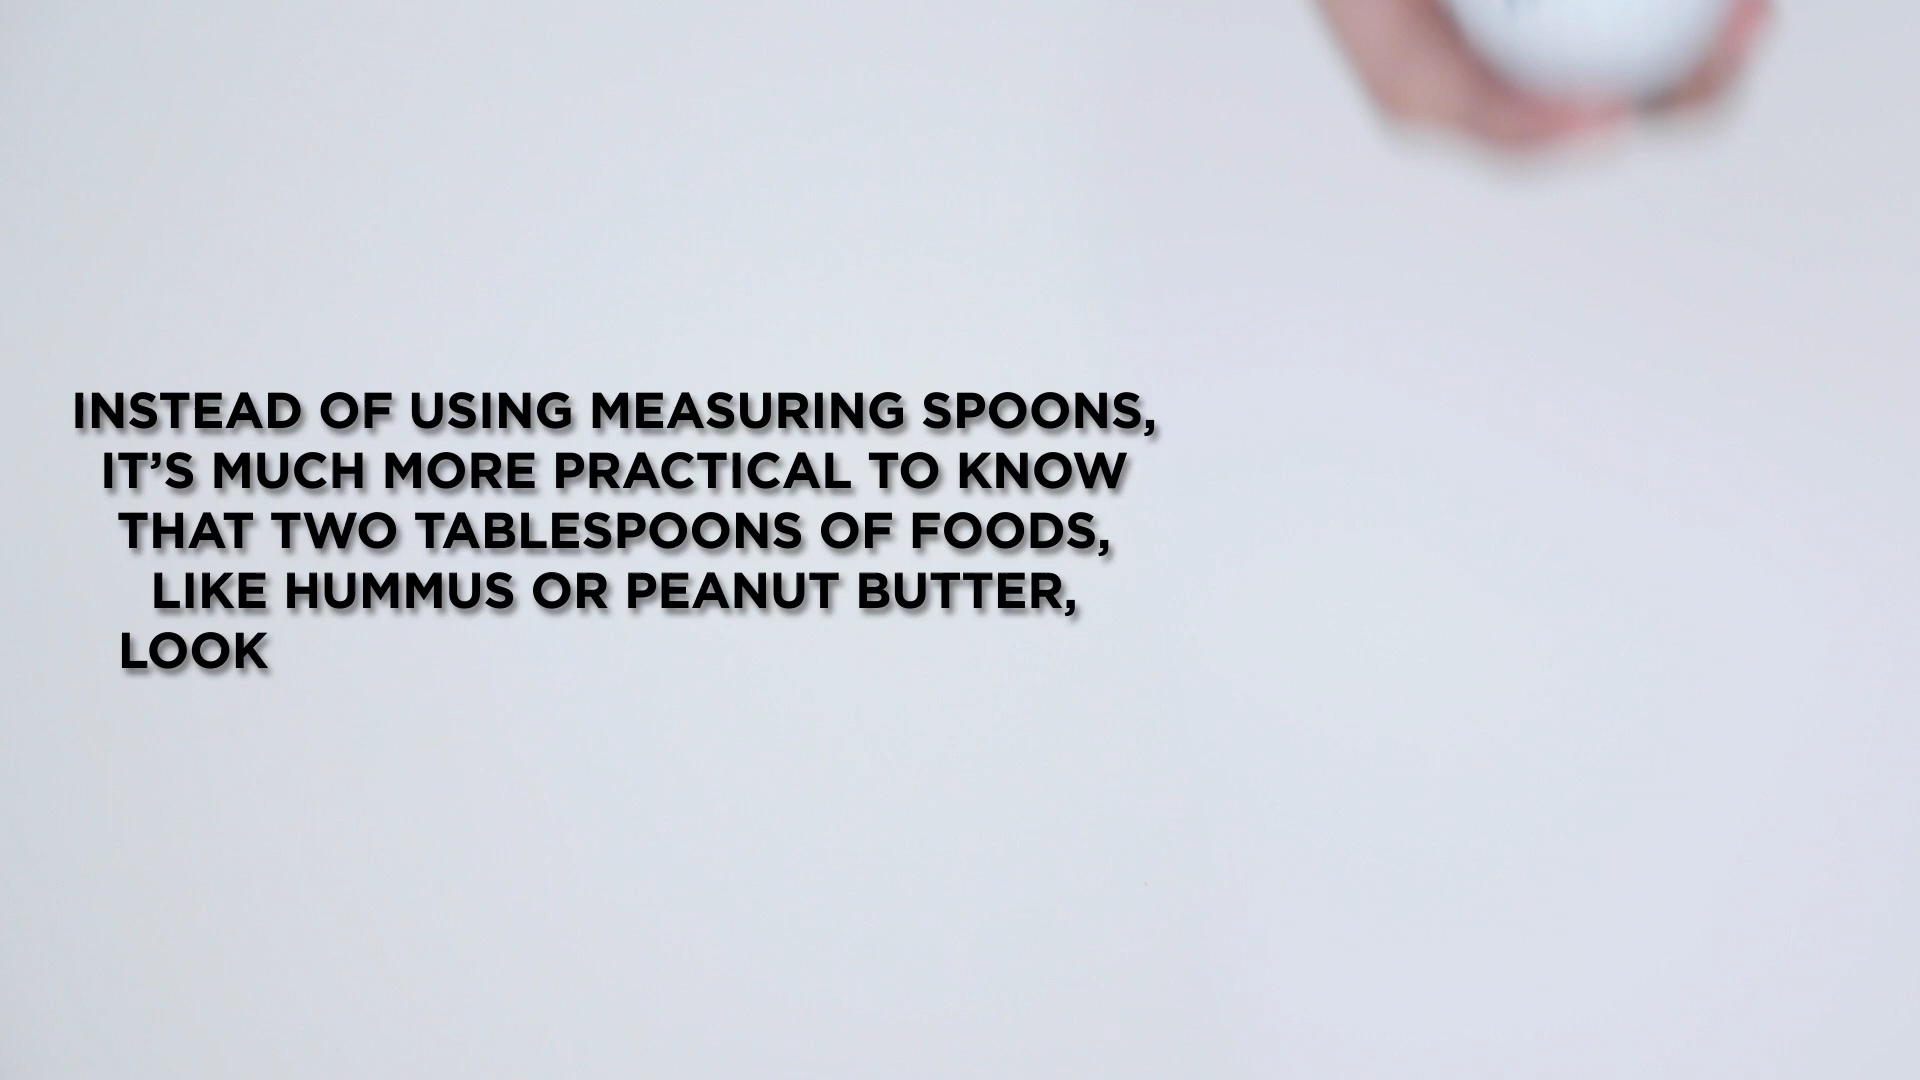 INSTEAD OF USING MEASURING SPOONS,
IT’S MUCH MORE PRACTICAL TO KNOW
THAT TWO TABLESPOONS OF FOODS,
LIKE HUMMUS OR PEANUT BUTTER,
LOOK